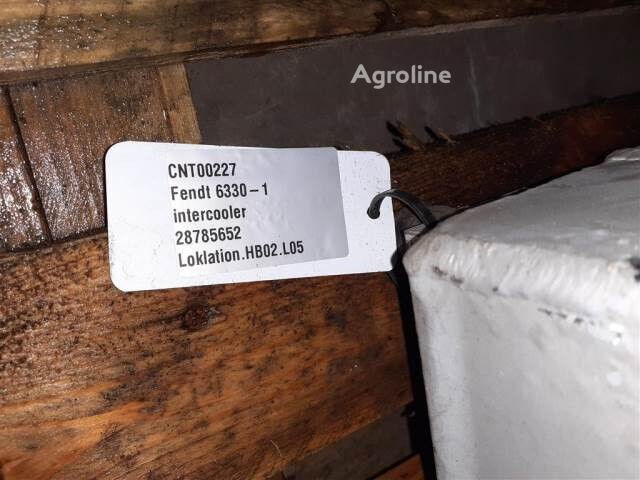 Agroline
CNT00227
Fendt 6330-1
intercooler
28785652
Loklation.HB02.L05